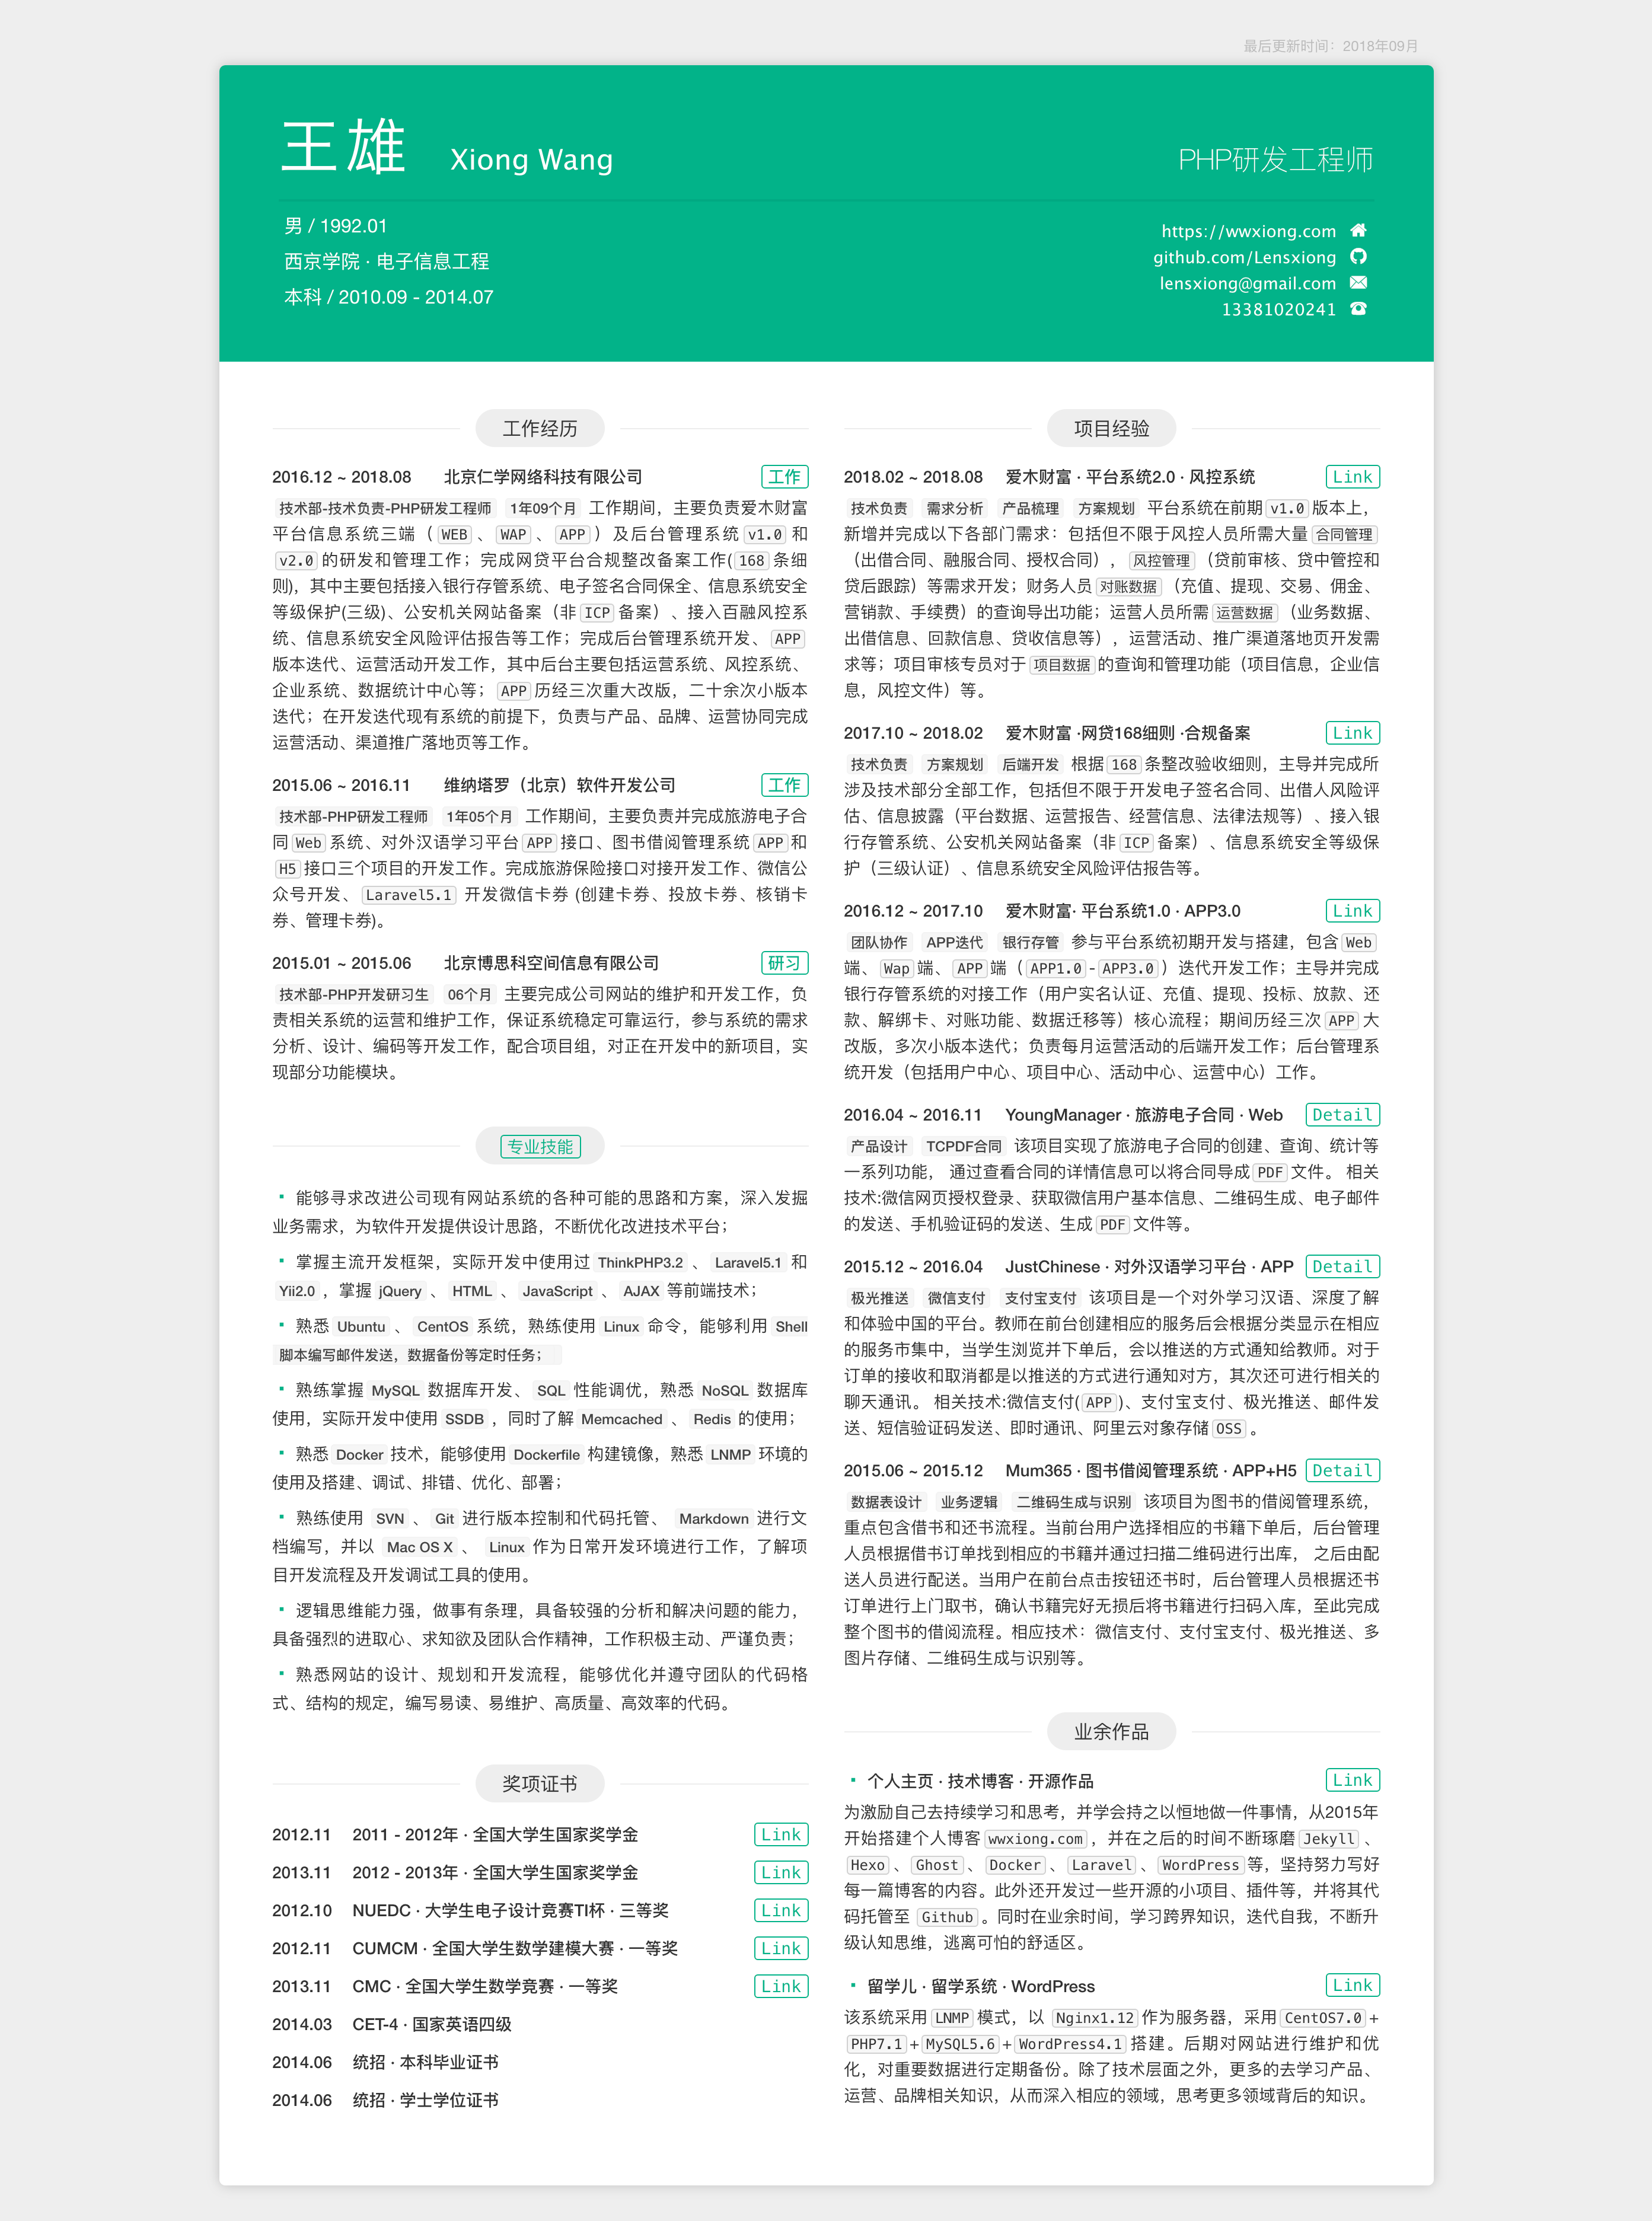 最后更新时间：2018年09月
王雄 Xiong Wang
PHP研发工程师
男 / 1992.01
西京学院 · 电子信息工程
本科 / 2010.09 - 2014.07
https://wwxiong.com
github.com/Lensxiong
lensxiong@gmail.com
13381020241
工作经历
2016.12 ~ 2018.08 北京仁学网络科技有限公司 工作
技术部-技术负责-PHP研发工程师 1年09个月 工作期间，主要负责爱木财富
平台信息系统三端（ WEB 、 WAP 、 APP ）及后台管理系统 v1.0 和
v2.0 的研发和管理工作；完成网贷平台合规整改备案工作( 168 条细
则)，其中主要包括接入银行存管系统、电子签名合同保全、信息系统安全
等级保护(三级)、公安机关网站备案（非 ICP 备案）、接入百融风控系
统、信息系统安全风险评估报告等工作；完成后台管理系统开发、 APP
版本迭代、运营活动开发工作，其中后台主要包括运营系统、风控系统、
企业系统、数据统计中心等； APP 历经三次重大改版，二十余次小版本
迭代；在开发迭代现有系统的前提下，负责与产品、品牌、运营协同完成
运营活动、渠道推广落地页等工作。
2015.06 ~ 2016.11 维纳塔罗（北京）软件开发公司 工作
技术部-PHP研发工程师 1年05个月 工作期间，主要负责并完成旅游电子合
同 Web 系统、对外汉语学习平台 APP 接口、图书借阅管理系统 APP 和
H5 接口三个项目的开发工作。完成旅游保险接口对接开发工作、微信公
众号开发、 Laravel5.1 开发微信卡券 (创建卡券、投放卡券、核销卡
券、管理卡券)。
2015.01 ~ 2015.06 北京博思科空间信息有限公司 研习
技术部-PHP开发研习生 06个月 主要完成公司网站的维护和开发工作，负
责相关系统的运营和维护工作，保证系统稳定可靠运行，参与系统的需求
分析、设计、编码等开发工作，配合项目组，对正在开发中的新项目，实
现部分功能模块。
专业技能
▪ 能够寻求改进公司现有网站系统的各种可能的思路和方案，深入发掘
业务需求，为软件开发提供设计思路，不断优化改进技术平台；
▪ 掌握主流开发框架，实际开发中使用过 ThinkPHP3.2 、 Laravel5.1 和
Yii2.0 ，掌握 jQuery 、 HTML 、 JavaScript 、 AJAX 等前端技术；
▪ 熟悉 Ubuntu 、 CentOS 系统，熟练使用 Linux 命令，能够利用 Shell
脚本编写邮件发送，数据备份等定时任务；
▪ 熟练掌握 MySQL 数据库开发、 SQL 性能调优，熟悉 NoSQL 数据库
使用，实际开发中使用 SSDB ，同时了解 Memcached 、 Redis 的使用；
▪ 熟悉 Docker 技术，能够使用 Dockerfile 构建镜像，熟悉 LNMP 环境的
使用及搭建、调试、排错、优化、部署；
▪ 熟练使用 SVN 、 Git 进行版本控制和代码托管、 Markdown 进行文
档编写，并以 Mac OS X 、 Linux 作为日常开发环境进行工作，了解项
目开发流程及开发调试工具的使用。
▪ 逻辑思维能力强，做事有条理，具备较强的分析和解决问题的能力，
具备强烈的进取心、求知欲及团队合作精神，工作积极主动、严谨负责；
▪ 熟悉网站的设计、规划和开发流程，能够优化并遵守团队的代码格
式、结构的规定，编写易读、易维护、高质量、高效率的代码。
奖项证书
2012.11 2011 - 2012年 · 全国大学生国家奖学金 Link
2013.11 2012 - 2013年 · 全国大学生国家奖学金 Link
2012.10 NUEDC · 大学生电子设计竞赛TI杯 · 三等奖 Link
2012.11 CUMCM · 全国大学生数学建模大赛 · 一等奖 Link
2013.11 CMC · 全国大学生数学竞赛 · 一等奖 Link
2014.03 CET-4 · 国家英语四级
2014.06 统招 · 本科毕业证书
2014.06 统招 · 学士学位证书
项目经验
2018.02 ~ 2018.08 爱木财富 · 平台系统2.0 · 风控系统 Link
技术负责 需求分析 产品梳理 方案规划 平台系统在前期 v1.0 版本上，
新增并完成以下各部门需求：包括但不限于风控人员所需大量 合同管理
（出借合同、融服合同、授权合同）， 风控管理 （贷前审核、贷中管控和
贷后跟踪）等需求开发；财务人员 对账数据 （充值、提现、交易、佣金、
营销款、手续费）的查询导出功能；运营人员所需 运营数据 （业务数据、
出借信息、回款信息、贷收信息等），运营活动、推广渠道落地页开发需
求等；项目审核专员对于 项目数据 的查询和管理功能（项目信息，企业信
息，风控文件）等。
2017.10 ~ 2018.02 爱木财富 ·网贷168细则 ·合规备案 Link
技术负责 方案规划 后端开发 根据 168 条整改验收细则，主导并完成所
涉及技术部分全部工作，包括但不限于开发电子签名合同、出借人风险评
估、信息披露（平台数据、运营报告、经营信息、法律法规等）、接入银
行存管系统、公安机关网站备案（非 ICP 备案）、信息系统安全等级保
护（三级认证）、信息系统安全风险评估报告等。
2016.12 ~ 2017.10 爱木财富· 平台系统1.0 · APP3.0 Link
团队协作 APP迭代 银行存管 参与平台系统初期开发与搭建，包含 Web
端、 Wap 端、 APP 端（ APP1.0 - APP3.0 ）迭代开发工作；主导并完成
银行存管系统的对接工作（用户实名认证、充值、提现、投标、放款、还
款、解绑卡、对账功能、数据迁移等）核心流程；期间历经三次 APP 大
改版，多次小版本迭代；负责每月运营活动的后端开发工作；后台管理系
统开发（包括用户中心、项目中心、活动中心、运营中心）工作。
2016.04 ~ 2016.11 YoungManager · 旅游电子合同 · Web Detail
产品设计 TCPDF合同 该项目实现了旅游电子合同的创建、查询、统计等
一系列功能， 通过查看合同的详情信息可以将合同导成 PDF 文件。 相关
技术:微信网页授权登录、获取微信用户基本信息、二维码生成、电子邮件
的发送、手机验证码的发送、生成 PDF 文件等。
2015.12 ~ 2016.04 JustChinese · 对外汉语学习平台 · APP Detail
极光推送 微信支付 支付宝支付 该项目是一个对外学习汉语、深度了解
和体验中国的平台。教师在前台创建相应的服务后会根据分类显示在相应
的服务市集中，当学生浏览并下单后，会以推送的方式通知给教师。对于
订单的接收和取消都是以推送的方式进行通知对方，其次还可进行相关的
聊天通讯。 相关技术:微信支付( APP )、支付宝支付、极光推送、邮件发
送、短信验证码发送、即时通讯、阿里云对象存储 OSS 。
2015.06 ~ 2015.12 Mum365 · 图书借阅管理系统 · APP+H5 Detail
数据表设计 业务逻辑 二维码生成与识别 该项目为图书的借阅管理系统，
重点包含借书和还书流程。当前台用户选择相应的书籍下单后，后台管理
人员根据借书订单找到相应的书籍并通过扫描二维码进行出库， 之后由配
送人员进行配送。当用户在前台点击按钮还书时，后台管理人员根据还书
订单进行上门取书，确认书籍完好无损后将书籍进行扫码入库，至此完成
整个图书的借阅流程。相应技术：微信支付、支付宝支付、极光推送、多
图片存储、二维码生成与识别等。
业余作品
▪ 个人主页 · 技术博客 · 开源作品 Link
为激励自己去持续学习和思考，并学会持之以恒地做一件事情，从2015年
开始搭建个人博客 wwxiong.com ，并在之后的时间不断琢磨 Jekyll 、
Hexo 、 Ghost 、 Docker 、 Laravel 、 WordPress 等，坚持努力写好
每一篇博客的内容。此外还开发过一些开源的小项目、插件等，并将其代
码托管至 Github 。同时在业余时间，学习跨界知识，迭代自我，不断升
级认知思维，逃离可怕的舒适区。
▪ 留学儿 · 留学系统 · WordPress Link
该系统采用 LNMP 模式，以 Nginx1.12 作为服务器，采用 CentOS7.0 +
PHP7.1 + MySQL5.6 + WordPress4.1 搭建。后期对网站进行维护和优
化，对重要数据进行定期备份。除了技术层面之外，更多的去学习产品、
运营、品牌相关知识，从而深入相应的领域，思考更多领域背后的知识。